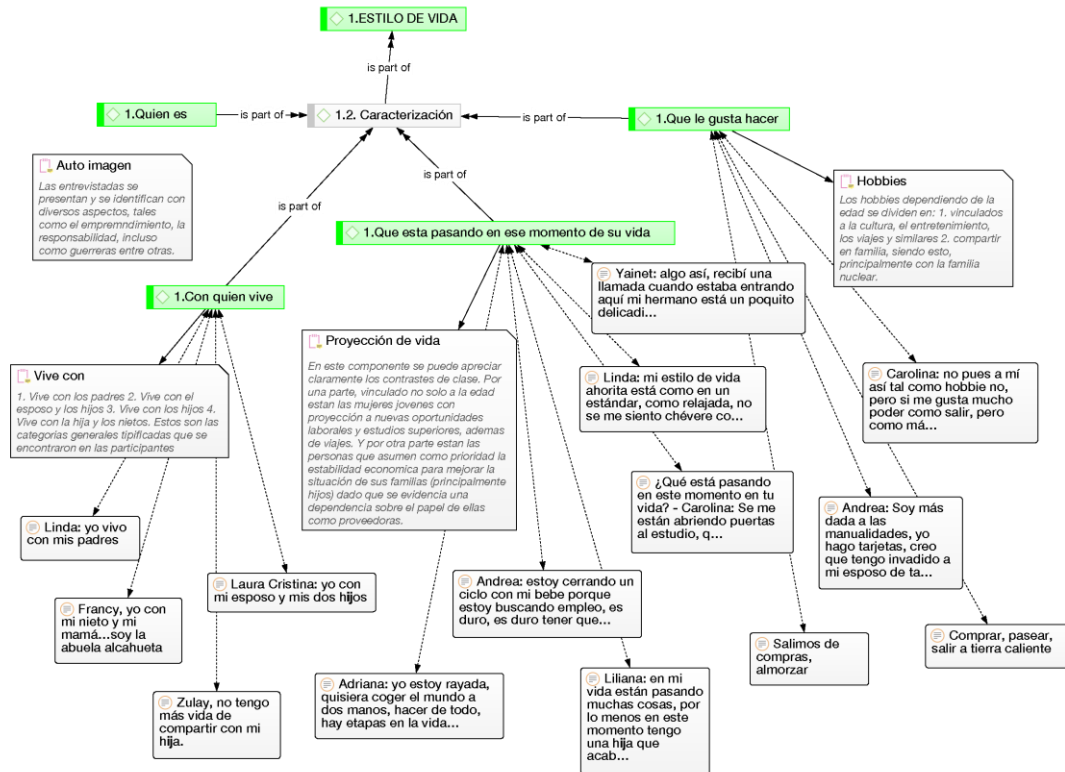 1.ESTILO DE VIDA
is part of
1.Quien es
is part of
1.2. Caracterización
is part of
1.Que le gusta hacer
is part of
is part of
Auto imagen
Las entrevistadas se
presentan y se identifican con
diversos aspectos, tales
como el empremndimiento, la
responsabilidad, incluso
como guerreras entre otras.
Hobbies
Los hobbies dependiendo de la
edad se dividen en: 1. vinculados
a la cultura, el entretenimiento,
los viajes y similares 2. compartir
en familia, siendo esto,
principalmente con la familia
nuclear.
1.Que esta pasando en ese momento de su vida
1.Con quien vive
Yainet: algo así, recibí una
llamada cuando estaba entrando
aquí mi hermano está un poquito
delicadi...
Proyección de vida
En este componente se puede apreciar
claramente los contrastes de clase. Por
una parte, vinculado no solo a la edad
estan las mujeres jovenes con
proyección a nuevas oportunidades
laborales y estudios superiores, ademas
de viajes. Y por otra parte estan las
personas que asumen como prioridad la
estabilidad economica para mejorar la
situación de sus familias (principalmente
hijos) dado que se evidencia una
dependencia sobre el papel de ellas
como proveedoras.
Vive con
1. Vive con los padres 2. Vive con el
esposo y los hijos 3. Vive con los hijos 4.
Vive con la hija y los nietos. Estos son las
categorias generales tipificadas que se
encontraron en las participantes
Linda: mi estilo de vida
ahorita está como en un
estándar, como relajada, no
se me siento chévere co...
Carolina: no pues a mí
así tal como hobbie no,
pero si me gusta mucho
poder como salir, pero
como má...
¿Qué está pasando
en este momento en tu
vida? - Carolina: Se me
están abriendo puertas
al estudio, q...
Andrea: Soy más
dada a las
manualidades, yo
hago tarjetas, creo
que tengo invadido a
mi esposo de ta...
Linda: yo vivo
con mis padres
Laura Cristina: yo con
mi esposo y mis dos hijos
Andrea: estoy cerrando un
ciclo con mi bebe porque
estoy buscando empleo, es
duro, es duro tener que...
Francy, yo con
mi nieto y mi
mamá...soy la
abuela alcahueta
Salimos de
compras,
almorzar
Comprar, pasear,
salir a tierra caliente
Adriana: yo estoy rayada,
quisiera coger el mundo a
dos manos, hacer de todo,
hay etapas en la vida...
Liliana: en mi
vida están pasando
muchas cosas, por
lo menos en este
momento tengo
una hija que
acab...
Zulay, no tengo
más vida de
compartir con mi
hija.